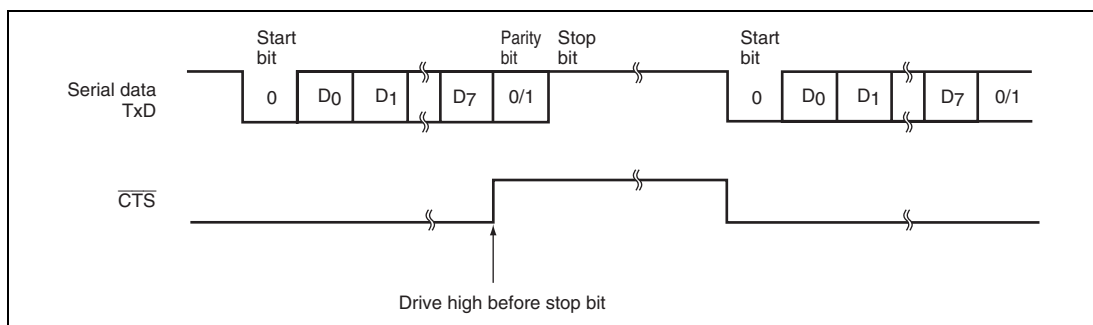 Start bit
Parity bit
Stop bit
Start bit
Serial data TxD
0 D0 D1 D7 0/1 0 D0 D1 D7 0/1
CTS
Drive high before stop bit